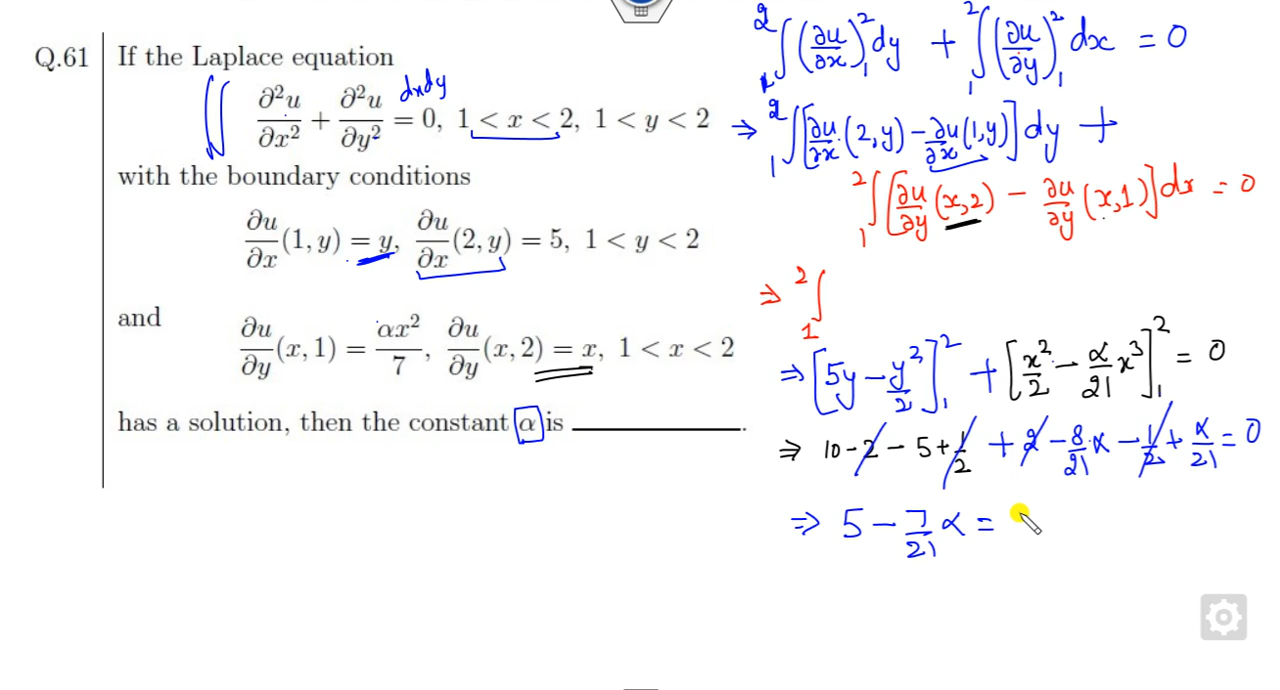 Q.61 If the Laplace equation
∬ ∂²u/∂x² + ∂²u/∂y² dxdy = 0, 1 < x < 2, 1 < y < 2
with the boundary conditions
∂u/∂x (1, y) = y, ∂u/∂x (2, y) = 5, 1 < y < 2
and
∂u/∂y (x, 1) = αx²/7, ∂u/∂y (x, 2) = x, 1 < x < 2
has a solution, then the constant α is ___________.
∫₁² (∂u/∂x)₁² dy + ∫₁² (∂u/∂y)₁² dx = 0
⇒ ∫₁² [∂u/∂x (2,y) − ∂u/∂x (1,y)] dy +
∫₁² [∂u/∂y (x,2) − ∂u/∂y (x,1)] dx = 0
⇒ ∫₁²
⇒ [5y − y²/2]₁² + [x²/2 − α/21 x³]₁² = 0
⇒ 10 − 2 − 5 + 1/2 + 2 − 8/21 α − 1/2 + α/21 = 0
⇒ 5 − 7/21 α =